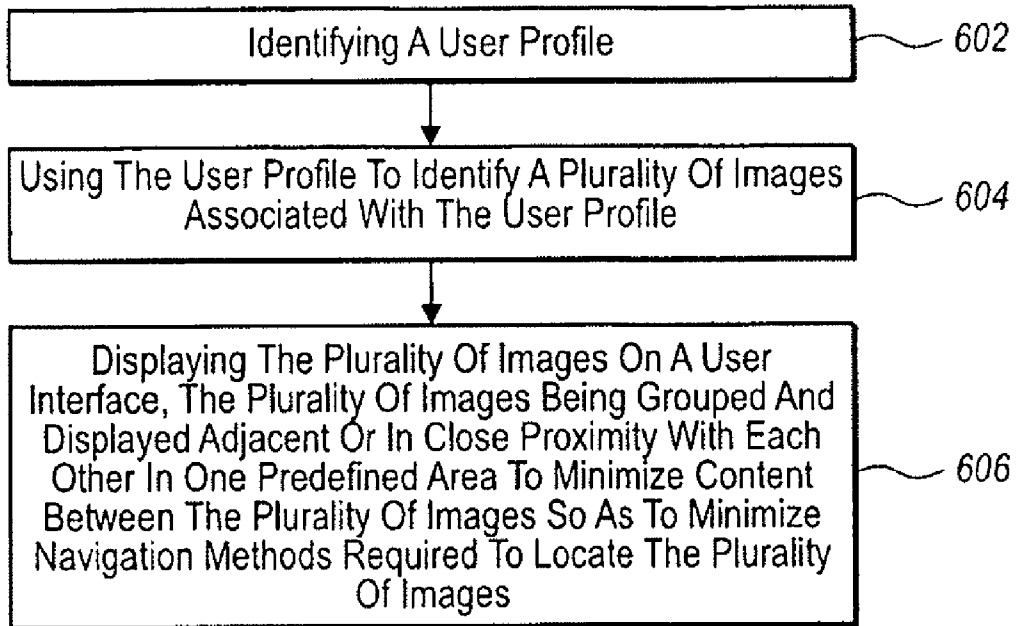 Identifying A User Profile
602
Using The User Profile To Identify A Plurality Of Images
Associated With The User Profile
604
Displaying The Plurality Of Images On A User
Interface, The Plurality Of Images Being Grouped And
Displayed Adjacent Or In Close Proximity With Each
Other In One Predefined Area To Minimize Content
Between The Plurality Of Images So As To Minimize
Navigation Methods Required To Locate The Plurality
Of Images
606